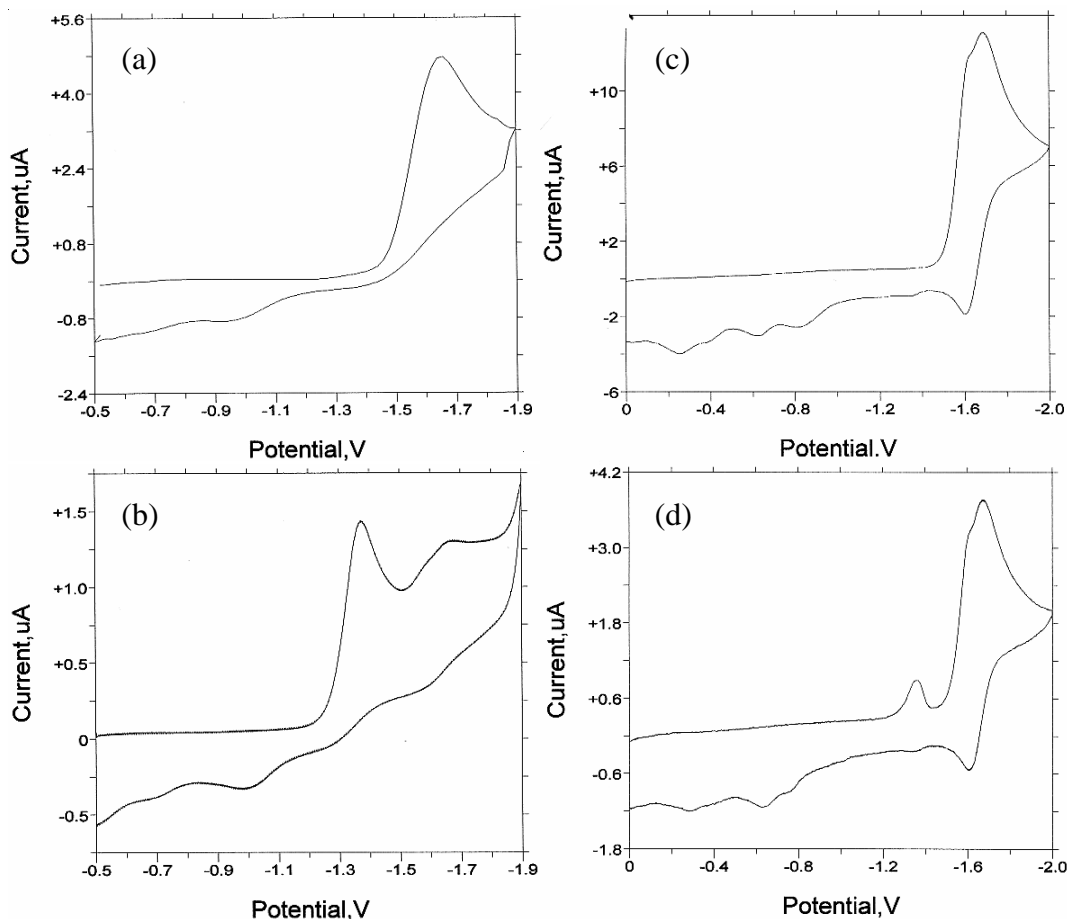 (a)
+5.6
+4.0
+2.4
+0.8
-0.8
-2.4
Current,uA
-0.5 -0.7 -0.9 -1.1 -1.3 -1.5 -1.7 -1.9
Potential,V
(c)
+10
+6
+2
-2
-6
Current,uA
0 -0.4 -0.8 -1.2 -1.6 -2.0
Potential.V
(b)
+1.5
+1.0
+0.5
0
-0.5
Current,uA
-0.5 -0.7 -0.9 -1.1 -1.3 -1.5 -1.7 -1.9
Potential,V
(d)
+4.2
+3.0
+1.8
+0.6
-0.6
-1.8
Current,uA
0 -0.4 -0.8 -1.2 -1.6 -2.0
Potential,V